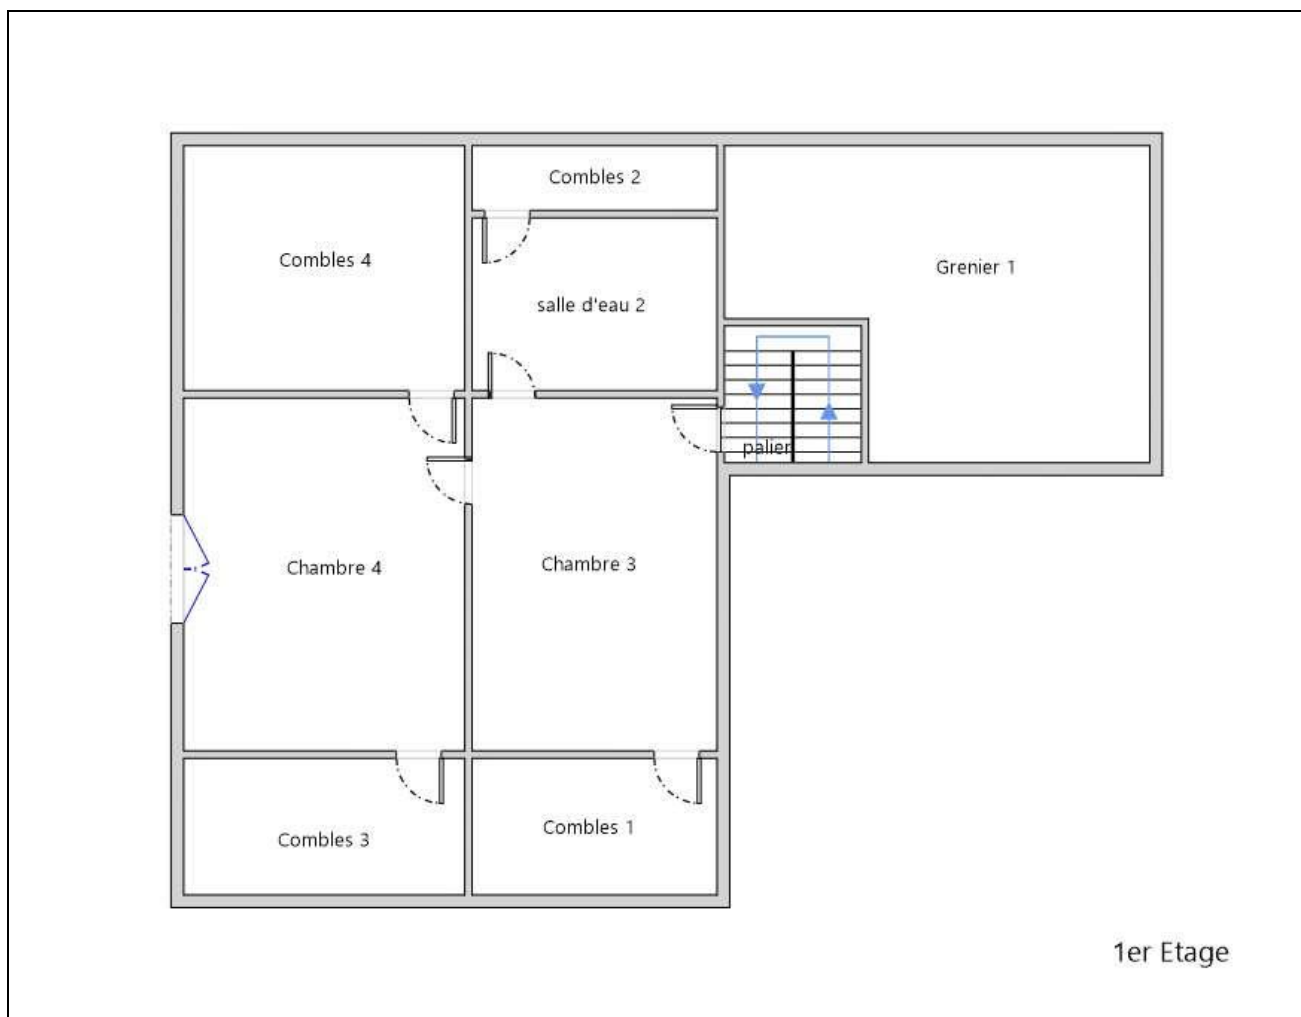 Combles 2
Combles 4
Grenier 1
salle d'eau 2
palier
Chambre 4
Chambre 3
Combles 3
Combles 1
1er Etage